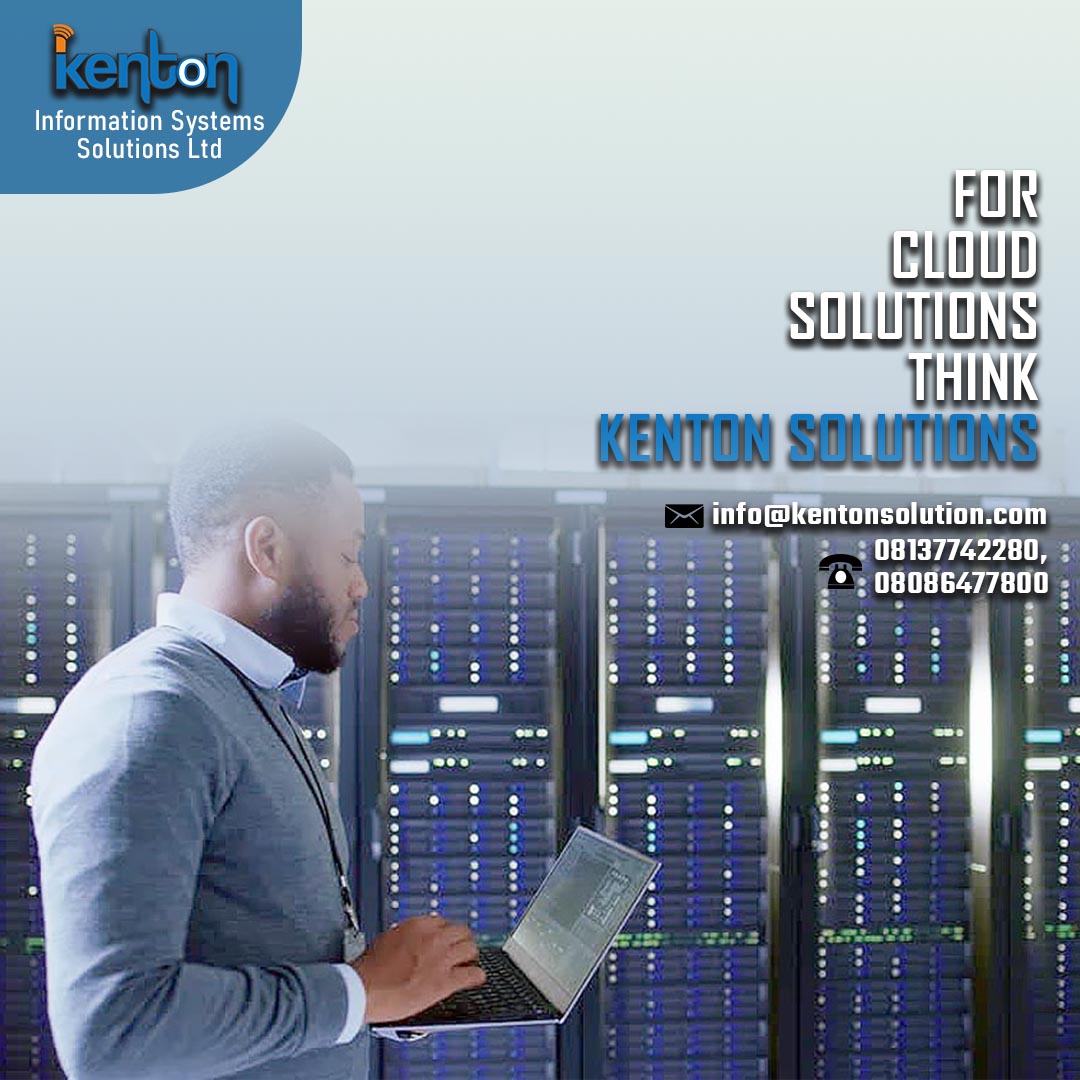 kenton
Information Systems
Solutions Ltd
FOR
CLOUD
SOLUTIONS
THINK
KENTON SOLUTIONS
info@kentonsolution.com
08137742280,
08086477800